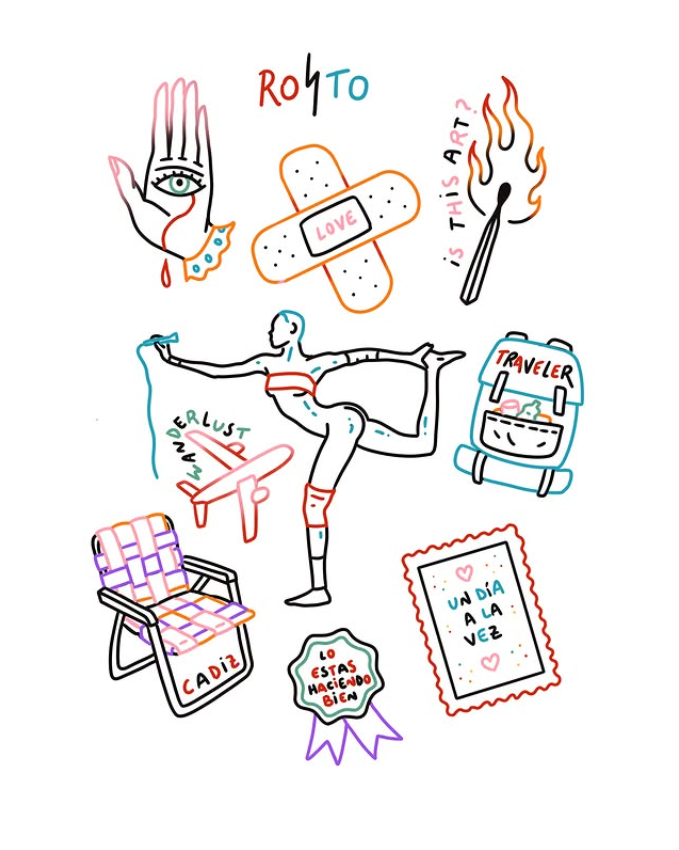 RO⚡TO
IS THIS ART?
LOVE
TRAVELER
WANDERLUST
CADIZ
UN DÍA
A LA
VEZ
LO
ESTAS
HACIENDO
BIEN